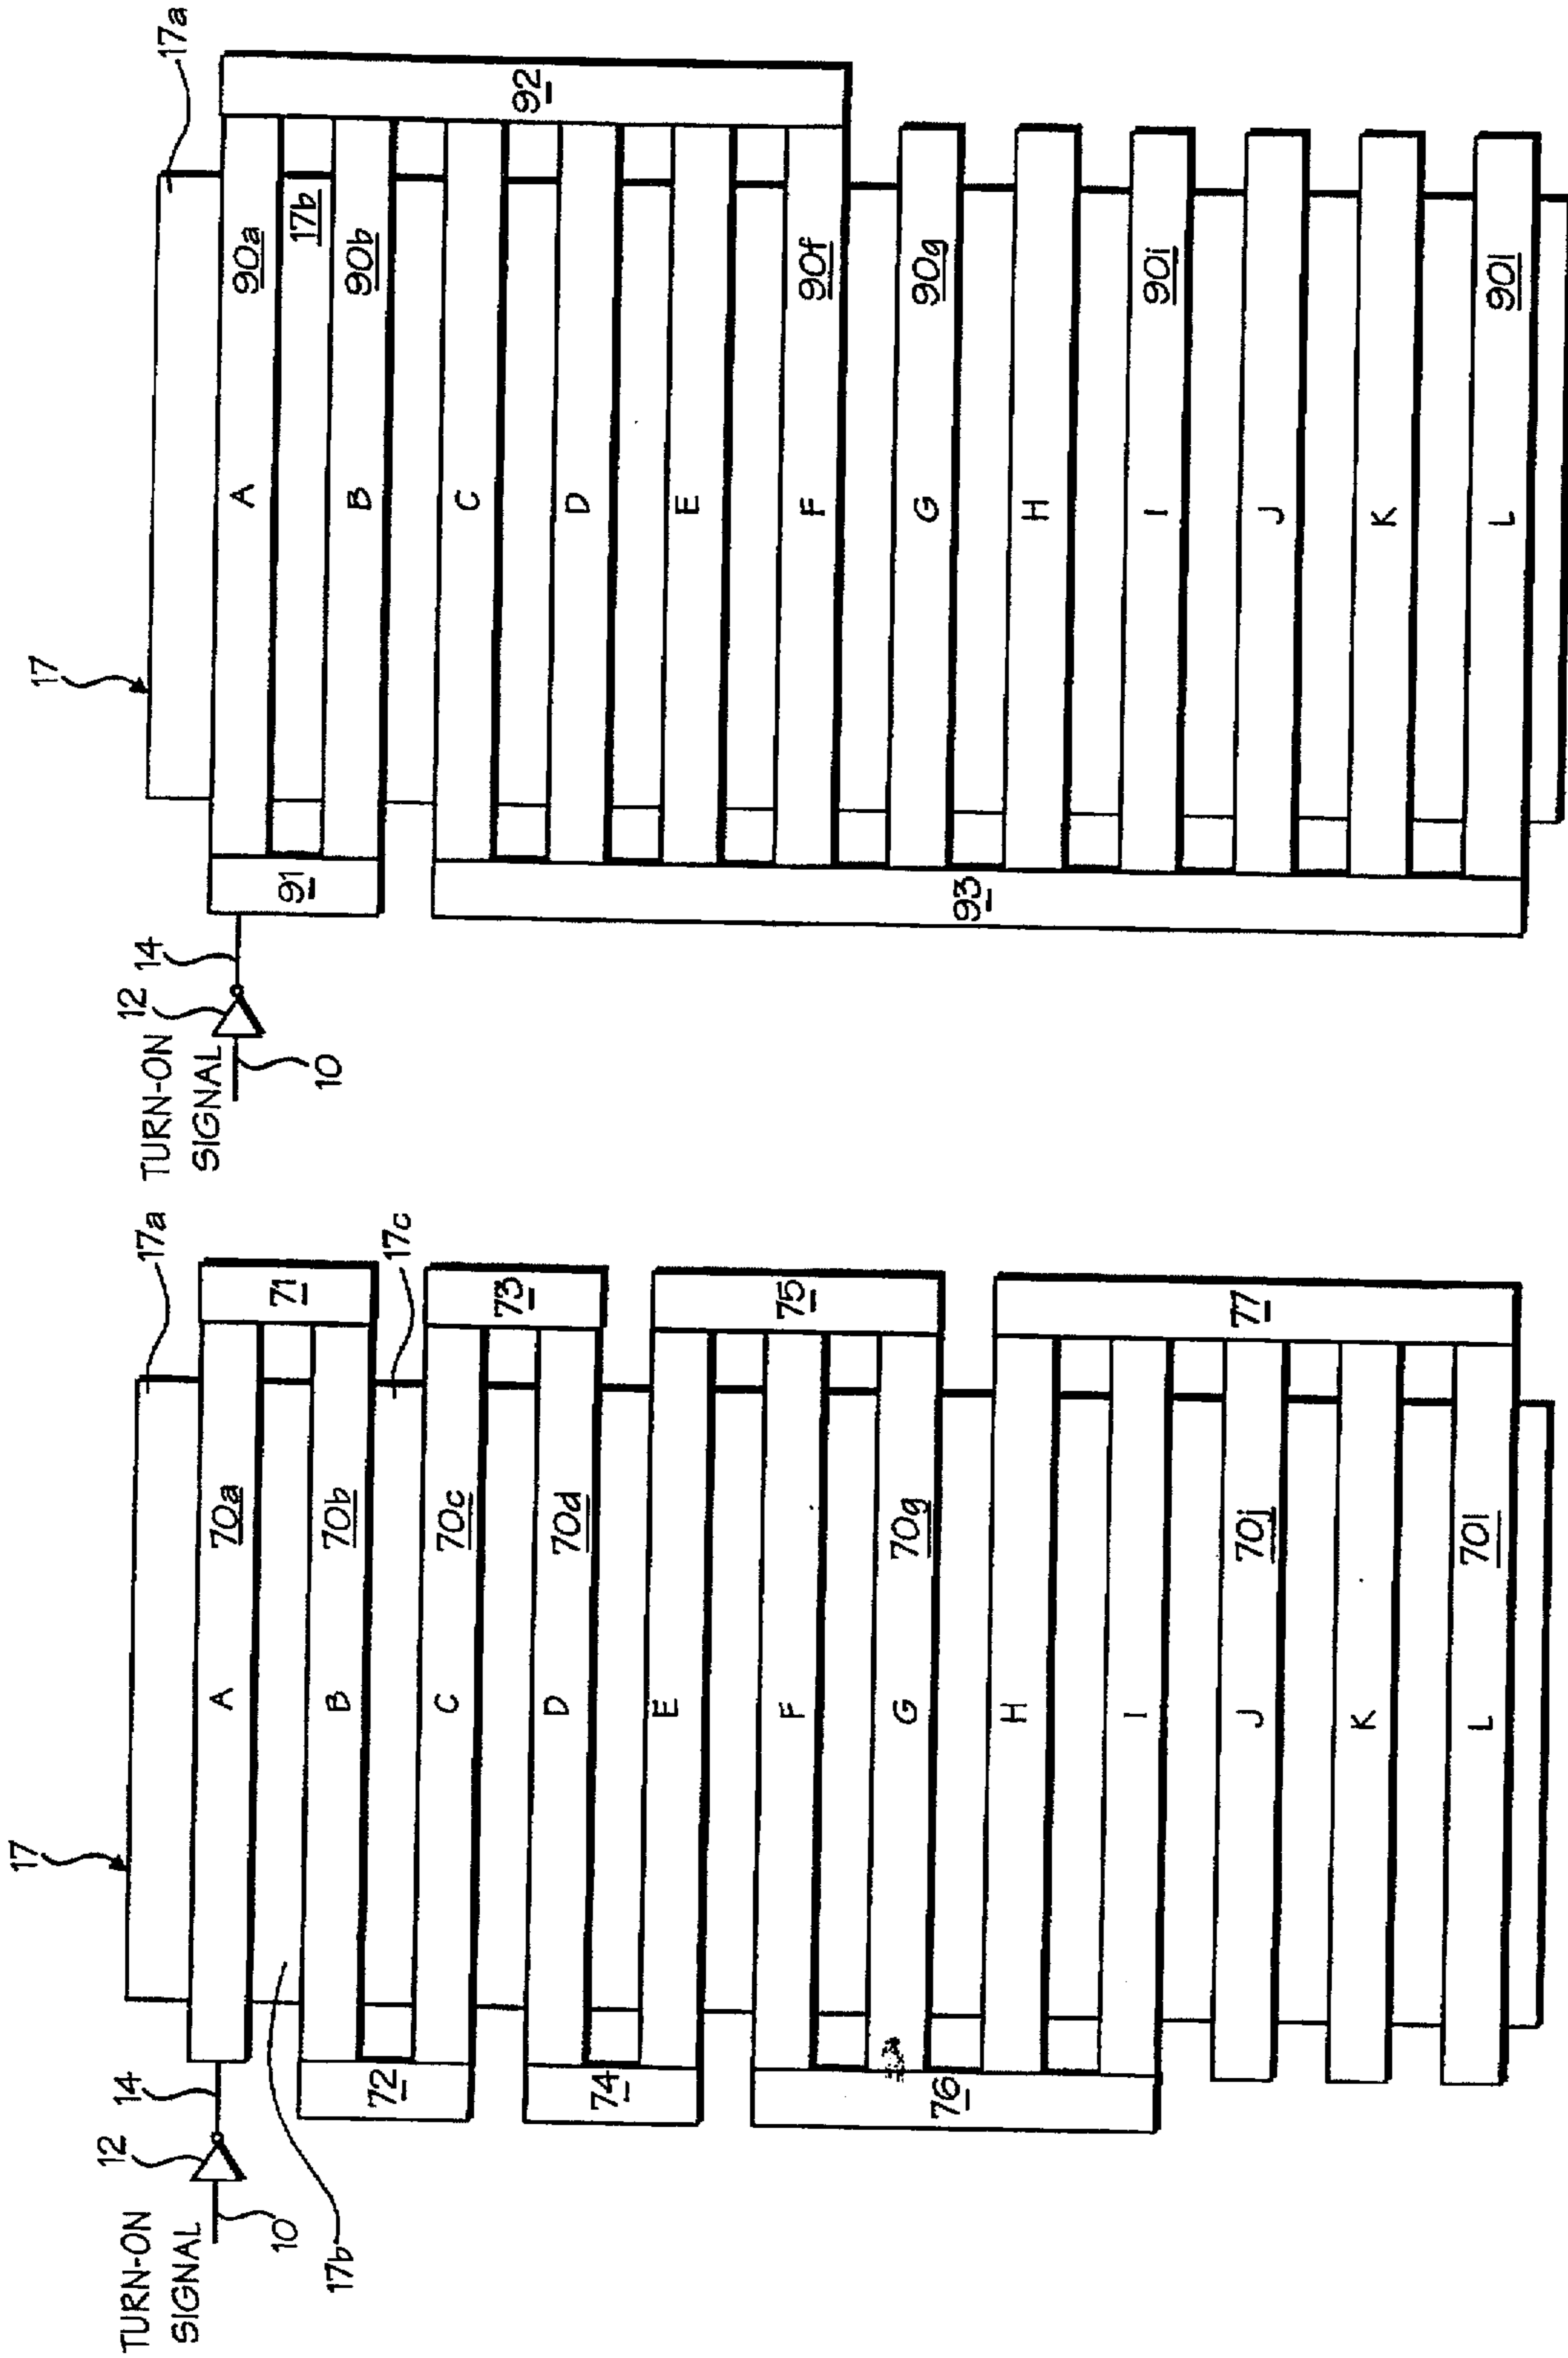 17
17a
TURN-ON
SIGNAL
12
14
10
91
92
93
A
90a
17b
B
90b
C
D
E
F
90f
G
90g
H
I
90i
J
K
L
90l
17
17a
TURN-ON
SIGNAL
12
14
10
17b
17c
71
72
73
74
75
76
77
A
70a
B
70b
C
70c
D
70d
E
F
G
70g
H
I
J
70j
K
L
70l